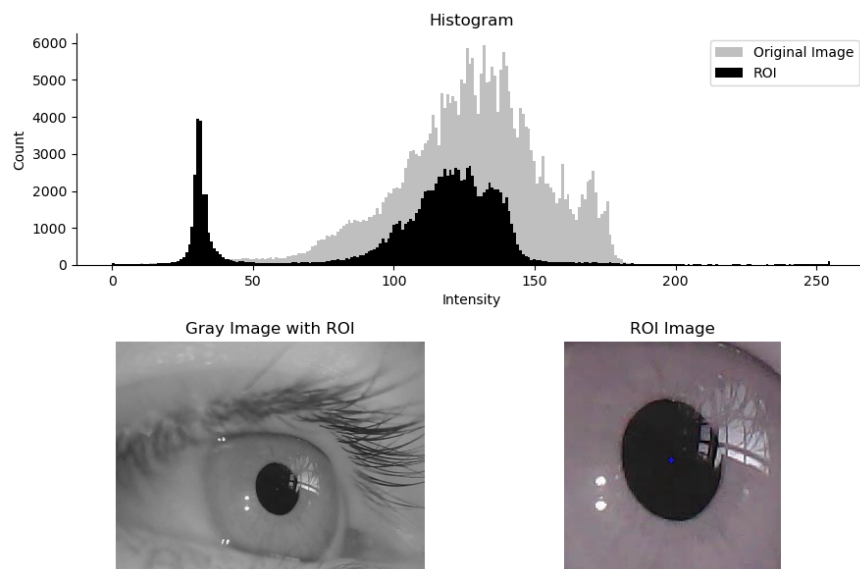 Histogram
6000
5000
4000
3000
2000
1000
0
Count
Original Image
ROI
0
50
100
150
200
250
Intensity
Gray Image with ROI
ROI Image